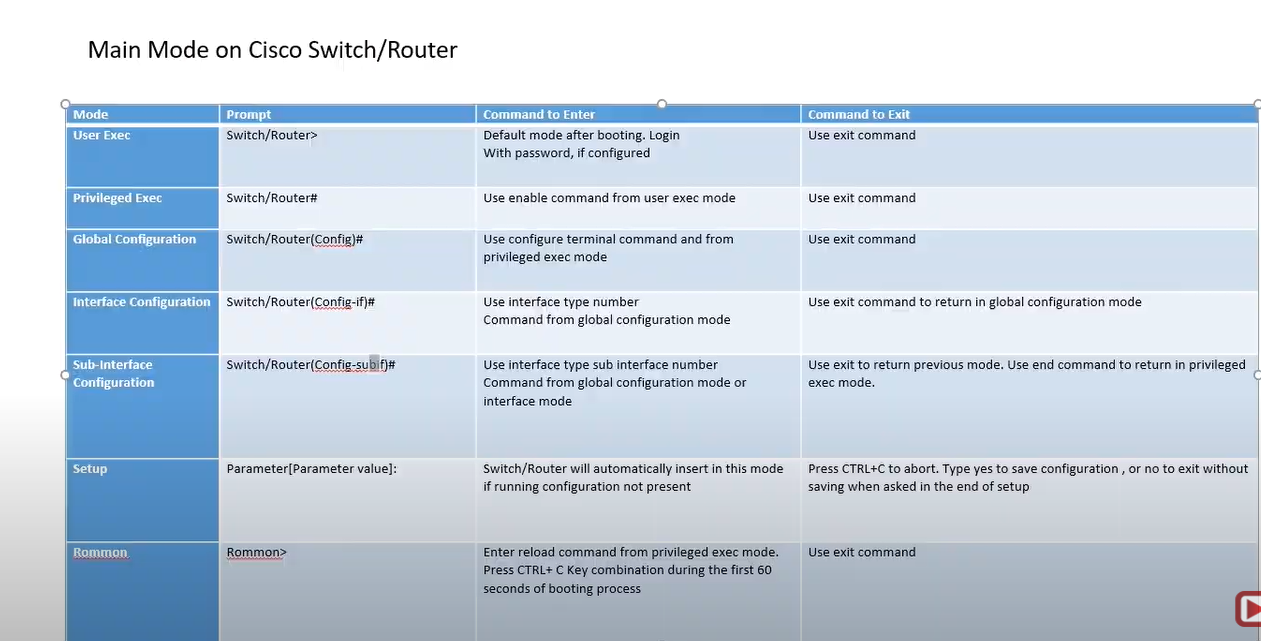 Main Mode on Cisco Switch/Router
Mode
Prompt
Command to Enter
Command to Exit
User Exec
Switch/Router>
Default mode after booting. Login
With password, if configured
Use exit command
Privileged Exec
Switch/Router#
Use enable command from user exec mode
Use exit command
Global Configuration
Switch/Router(Config)#
Use configure terminal command and from
privileged exec mode
Use exit command
Interface Configuration
Switch/Router(Config-if)#
Use interface type number
Command from global configuration mode
Use exit command to return in global configuration mode
Sub-Interface
Configuration
Switch/Router(Config-subif)#
Use interface type sub interface number
Command from global configuration mode or
interface mode
Use exit to return previous mode. Use end command to return in privileged
exec mode.
Setup
Parameter[Parameter value]:
Switch/Router will automatically insert in this mode
if running configuration not present
Press CTRL+C to abort. Type yes to save configuration , or no to exit without
saving when asked in the end of setup
Rommon
Rommon>
Enter reload command from privileged exec mode.
Press CTRL+ C Key combination during the first 60
seconds of booting process
Use exit command